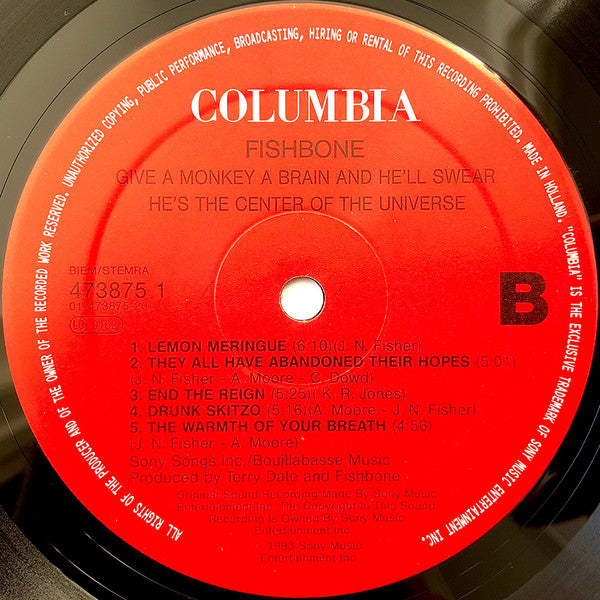 UNAUTHORIZED COPYING, PUBLIC PERFORMANCE, BROADCASTING, HIRING OR RENTAL OF THIS RECORDING PROHIBITED. MADE IN HOLLAND. "COLUMBIA" IS THE EXCLUSIVE TRADEMARK OF SONY MUSIC ENTERTAINMENT INC.
ALL RIGHTS OF THE PRODUCER AND OF THE OWNER OF THE RECORDED WORK RESERVED.
COLUMBIA
FISHBONE
GIVE A MONKEY A BRAIN AND HE'LL SWEAR
HE'S THE CENTER OF THE UNIVERSE
BIEM/STEMRA
473875 1
01-473875-20
B
1. LEMON MERINGUE (6:10)(J. N. Fisher)
2. THEY ALL HAVE ABANDONED THEIR HOPES (5:01)
(J. N. Fisher - A. Moore - C. Dowd)
3. END THE REIGN (5:25)( K. R. Jones)
4. DRUNK SKITZO (5:16)(A. Moore - J. N. Fisher)
5. THE WARMTH OF YOUR BREATH (4:56)
(J. N. Fisher - A. Moore)
Sony Songs Inc./Bouillabasse Music
Produced by Terry Date and Fishbone
Original Sound Recording Made By Sony Music
Entertainment Inc. The Copyright In This Sound
Recording Is Owned By Sony Music
Entertainment Inc.
1993 Sony Music
Entertainment Inc